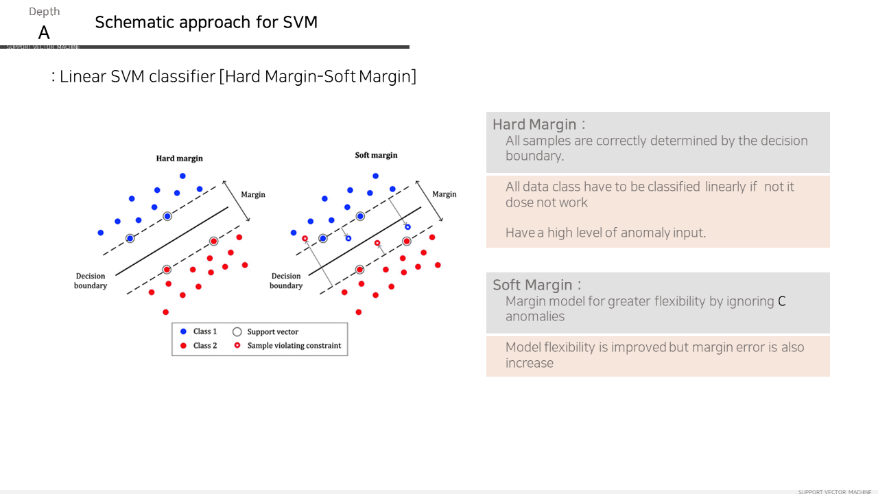 Depth
A
Schematic approach for SVM
SUPPORT VECTOR MACHINE
: Linear SVM classifier [Hard Margin-Soft Margin]
Hard margin
Margin
Decision
boundary
Soft margin
Margin
Decision
boundary
Class 1
Support vector
Class 2
Sample violating constraint
Hard Margin :
All samples are correctly determined by the decision
boundary.
All data class have to be classified linearly if not it
dose not work
Have a high level of anomaly input.
Soft Margin :
Margin model for greater flexibility by ignoring C
anomalies
Model flexibility is improved but margin error is also
increase
SUPPORT VECTOR MACHINE